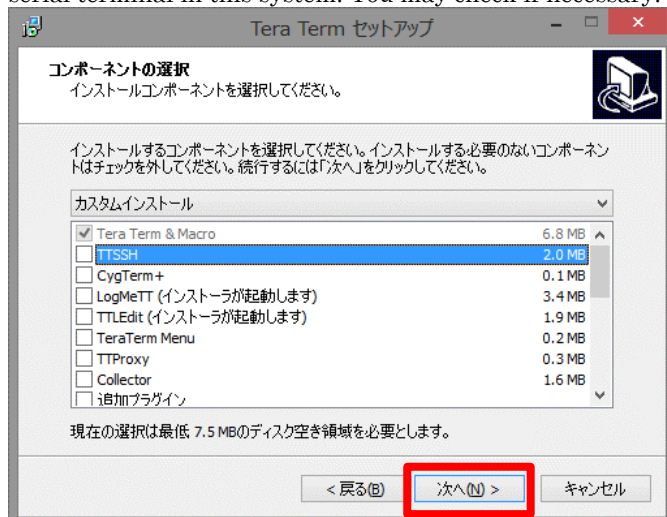 serial terminal in this system. You may check if necessary.
Tera Term セットアップ
コンポーネントの選択
インストールコンポーネントを選択してください。
インストールするコンポーネントを選択してください。インストールする必要のないコンポーネン
トはチェックを外してください。続行するには「次へ」をクリックしてください。
カスタムインストール
Tera Term & Macro 6.8 MB
TTSSH 2.0 MB
CygTerm+ 0.1 MB
LogMeTT (インストーラが起動します) 3.4 MB
TTLEdit (インストーラが起動します) 1.9 MB
TeraTerm Menu 0.2 MB
TTProxy 0.3 MB
Collector 1.6 MB
追加プラグイン
現在の選択は最低 7.5 MBのディスク空き領域を必要とします。
< 戻る(B) 次へ(N) > キャンセル